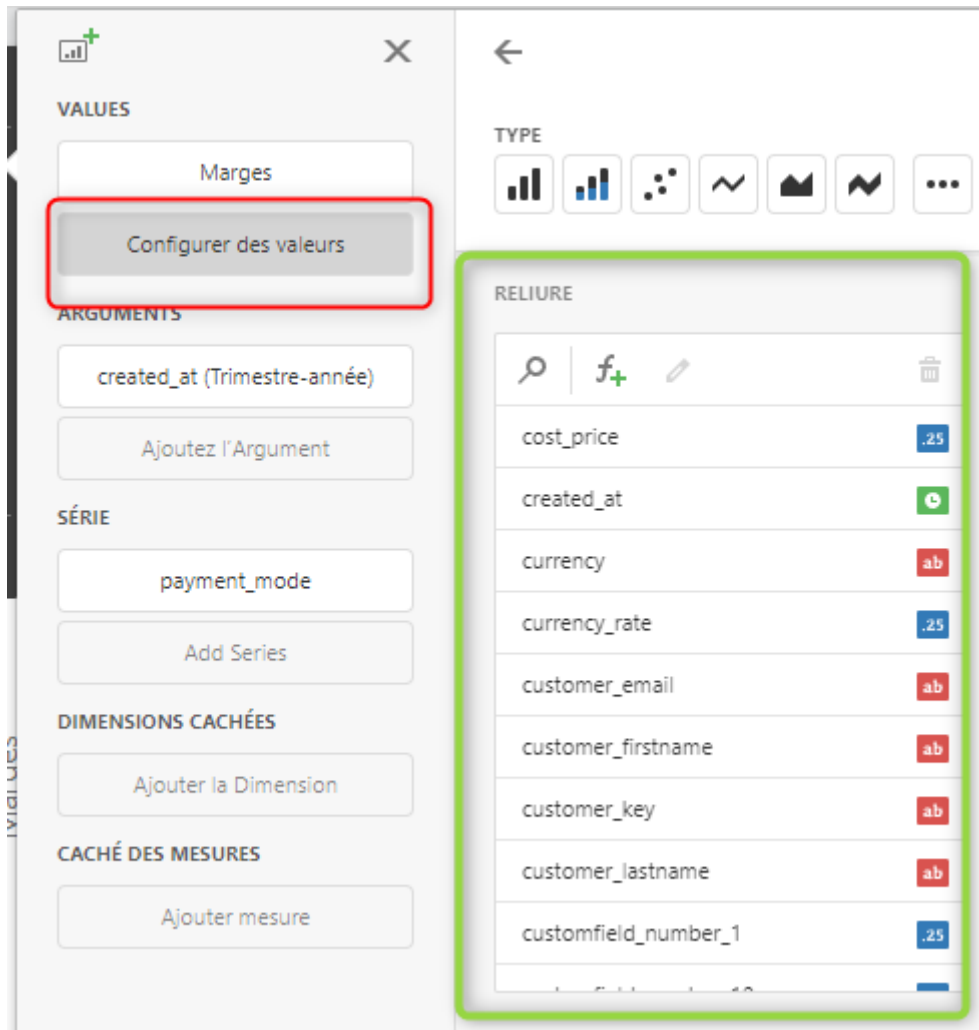 VALUES
Marges
Configurer des valeurs
ARGUMENTS
created_at (Trimestre-année)
Ajoutez l'Argument
SÉRIE
payment_mode
Add Series
DIMENSIONS CACHÉES
Ajouter la Dimension
CACHÉ DES MESURES
Ajouter mesure
TYPE
RELIURE
cost_price .25
created_at
currency ab
currency_rate .25
customer_email ab
customer_firstname ab
customer_key ab
customer_lastname ab
customfield_number_1 .25